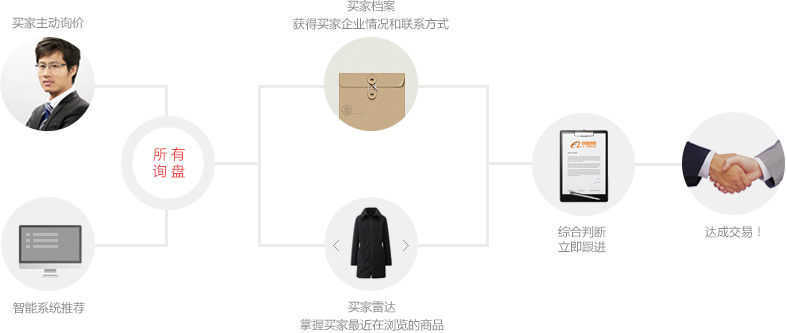 买家主动询价
买家档案
获得买家企业情况和联系方式
所有
询盘
综合判断
立即跟进
达成交易！
智能系统推荐
买家雷达
掌握买家最近在浏览的商品